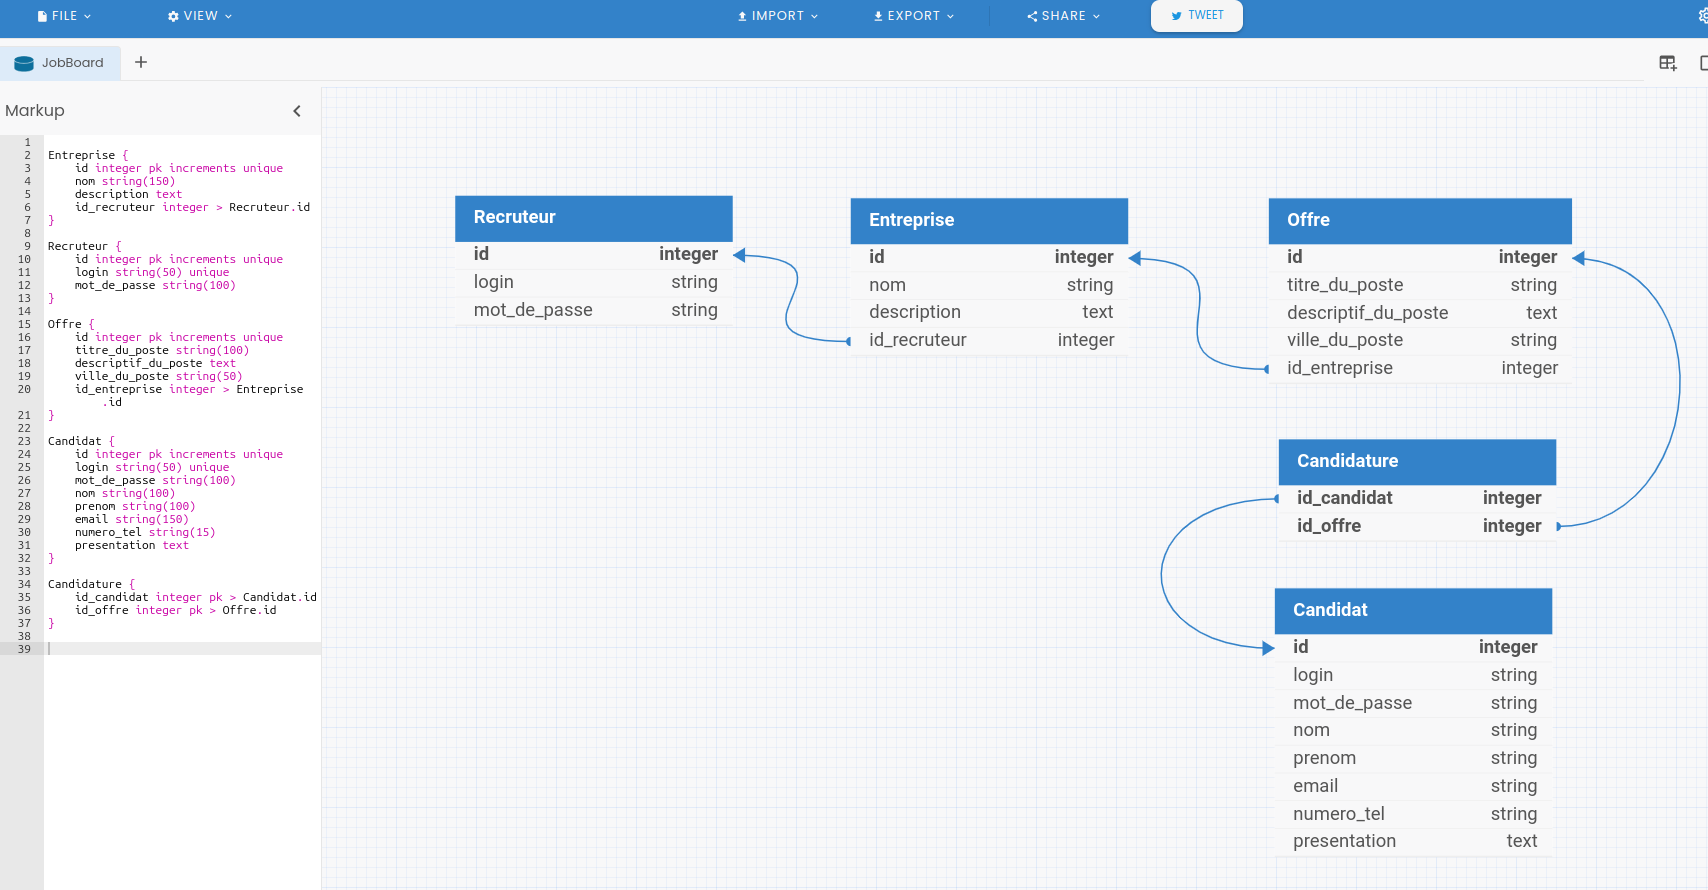 FILE VIEW IMPORT EXPORT SHARE TWEET
JobBoard +
Markup
1
2 Entreprise {
3 id integer pk increments unique
4 nom string(150)
5 description text
6 id_recruteur integer > Recruteur.id
7 }
8
9 Recruteur {
10 id integer pk increments unique
11 login string(50) unique
12 mot_de_passe string(100)
13 }
14
15 Offre {
16 id integer pk increments unique
17 titre_du_poste string(100)
18 descriptif_du_poste text
19 ville_du_poste string(50)
20 id_entreprise integer > Entreprise
.id
21 }
22
23 Candidat {
24 id integer pk increments unique
25 login string(50) unique
26 mot_de_passe string(100)
27 nom string(100)
28 prenom string(100)
29 email string(150)
30 numero_tel string(15)
31 presentation text
32 }
33
34 Candidature {
35 id_candidat integer pk > Candidat.id
36 id_offre integer pk > Offre.id
37 }
38
39
Recruteur
id integer
login string
mot_de_passe string
Entreprise
id integer
nom string
description text
id_recruteur integer
Offre
id integer
titre_du_poste string
descriptif_du_poste text
ville_du_poste string
id_entreprise integer
Candidature
id_candidat integer
id_offre integer
Candidat
id integer
login string
mot_de_passe string
nom string
prenom string
email string
numero_tel string
presentation text